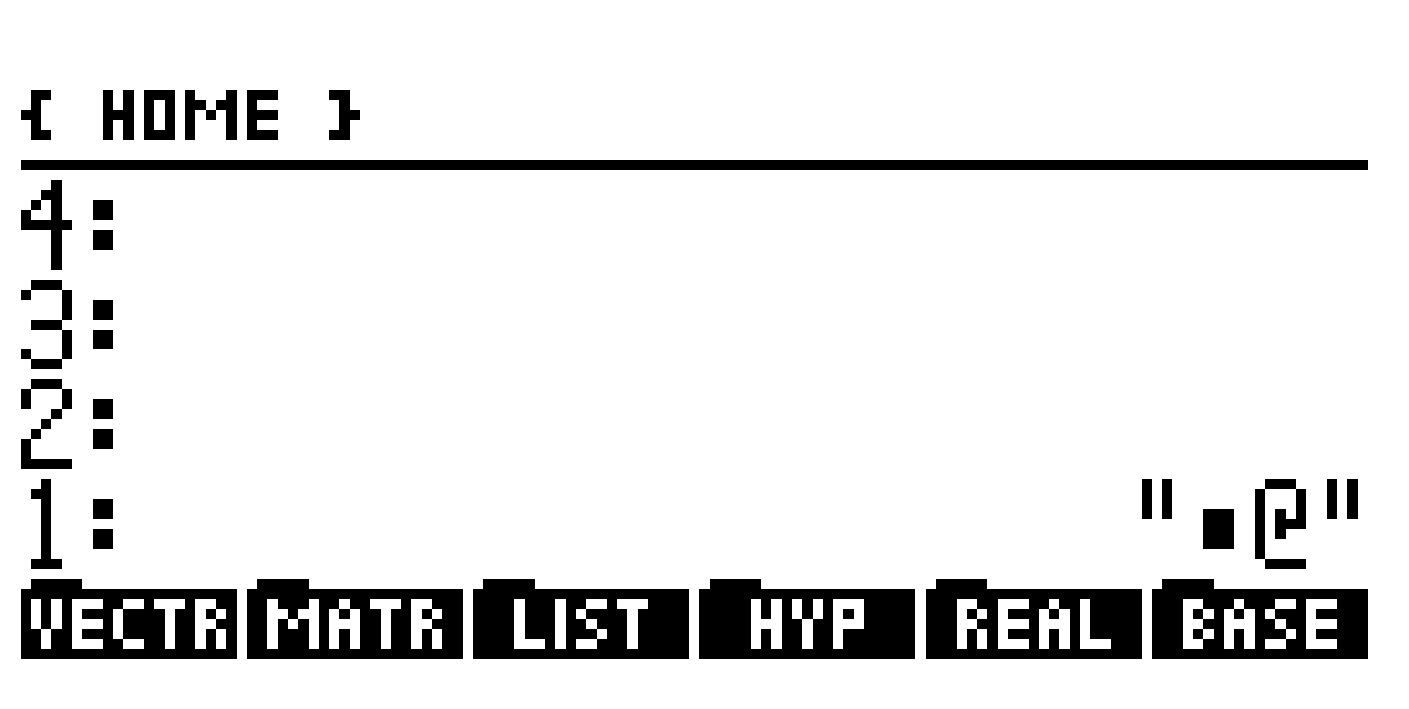 { HOME }
4:
3:
2:
1: "▪@"
VECTR MATR LIST HYP REAL BASE